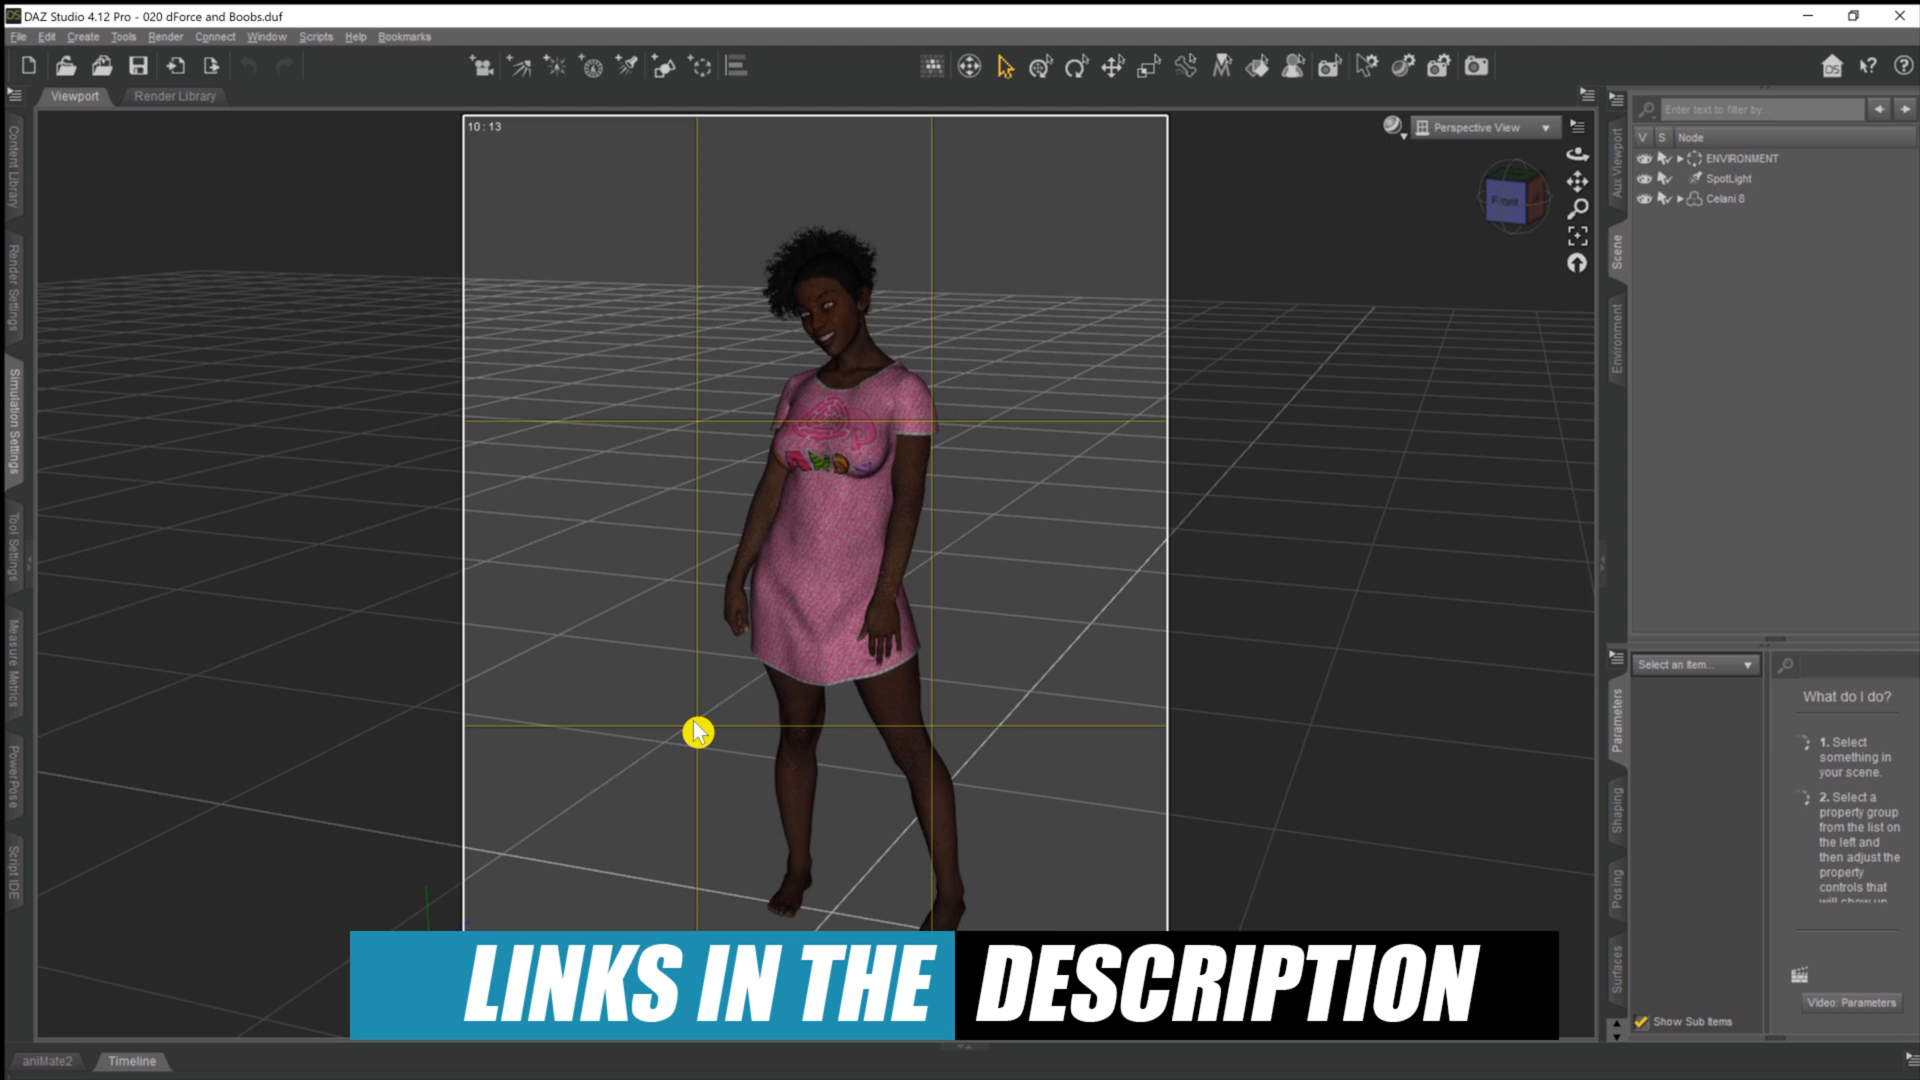 DAZ Studio 4.12 Pro - 020 dForce and Boobs.duf
File Edit Create Tools Render Connect Window Scripts Help Bookmarks
Viewport Render Library
10 : 13
Perspective View
Front
Content Library
Render Settings
Simulation Settings
Tool Settings
Measure Metrics
PowerPose
Script IDE
Aux Viewport
Scene
Environment
Enter text to filter by...
V S Node
ENVIRONMENT
SpotLight
Celani 8
Parameters
Shaping
Posing
Surfaces
Select an Item...
What do I do?
1. Select
something in
your scene.
2. Select a
property group
from the list on
the left and
then adjust the
property
controls that
will show up
Video: Parameters
Show Sub Items
LINKS IN THE DESCRIPTION
aniMate2 Timeline